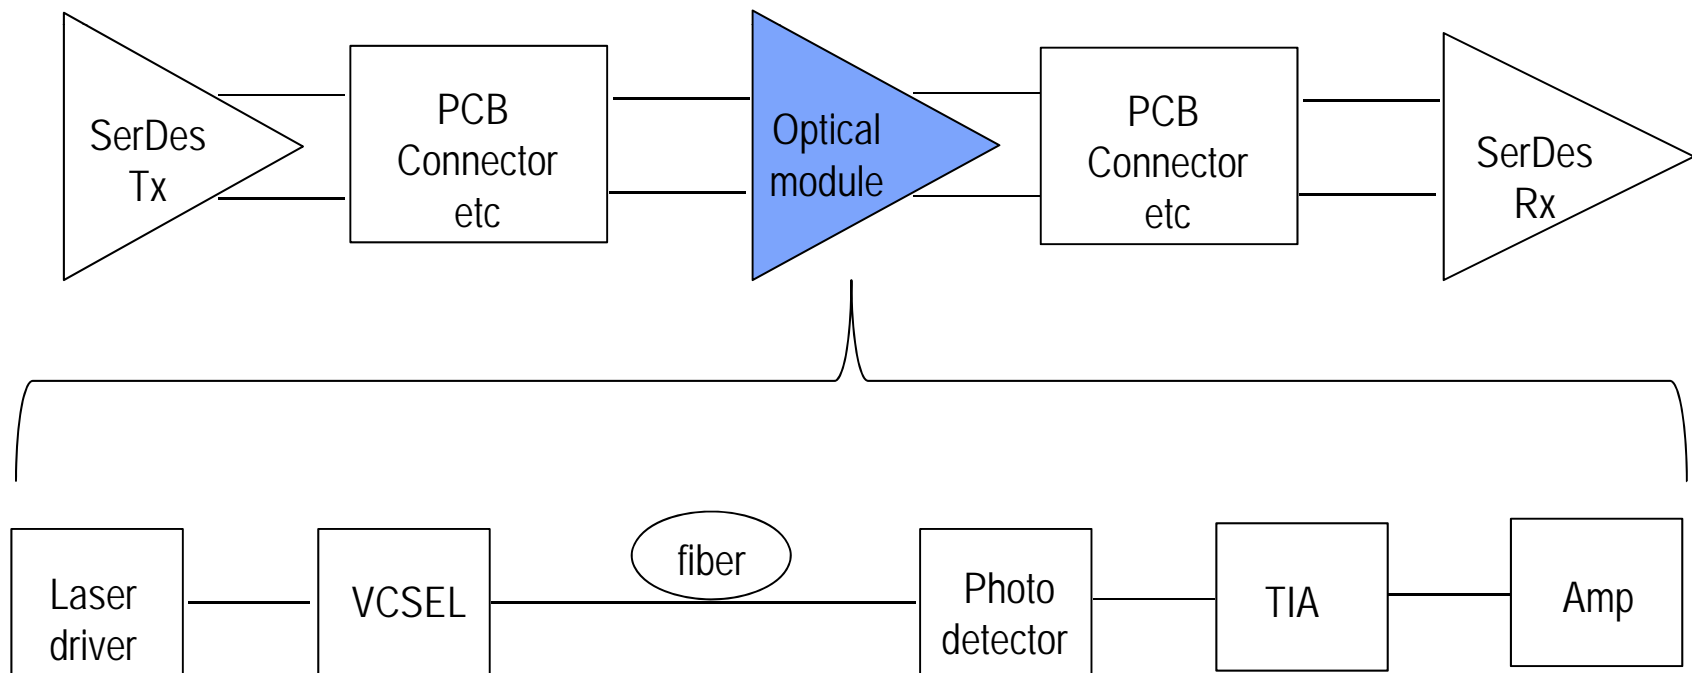 SerDes
Tx
PCB
Connector
etc
Optical
module
PCB
Connector
etc
SerDes
Rx
Laser
driver
VCSEL
fiber
Photo
detector
TIA
Amp